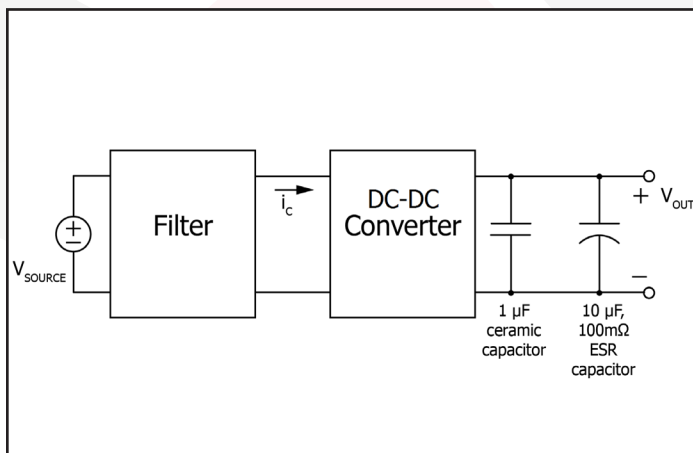 Filter
i_c
DC-DC
Converter
+
V_OUT
−
+
−
V_SOURCE
1 µF
ceramic
capacitor
10 µF,
100mΩ
ESR
capacitor